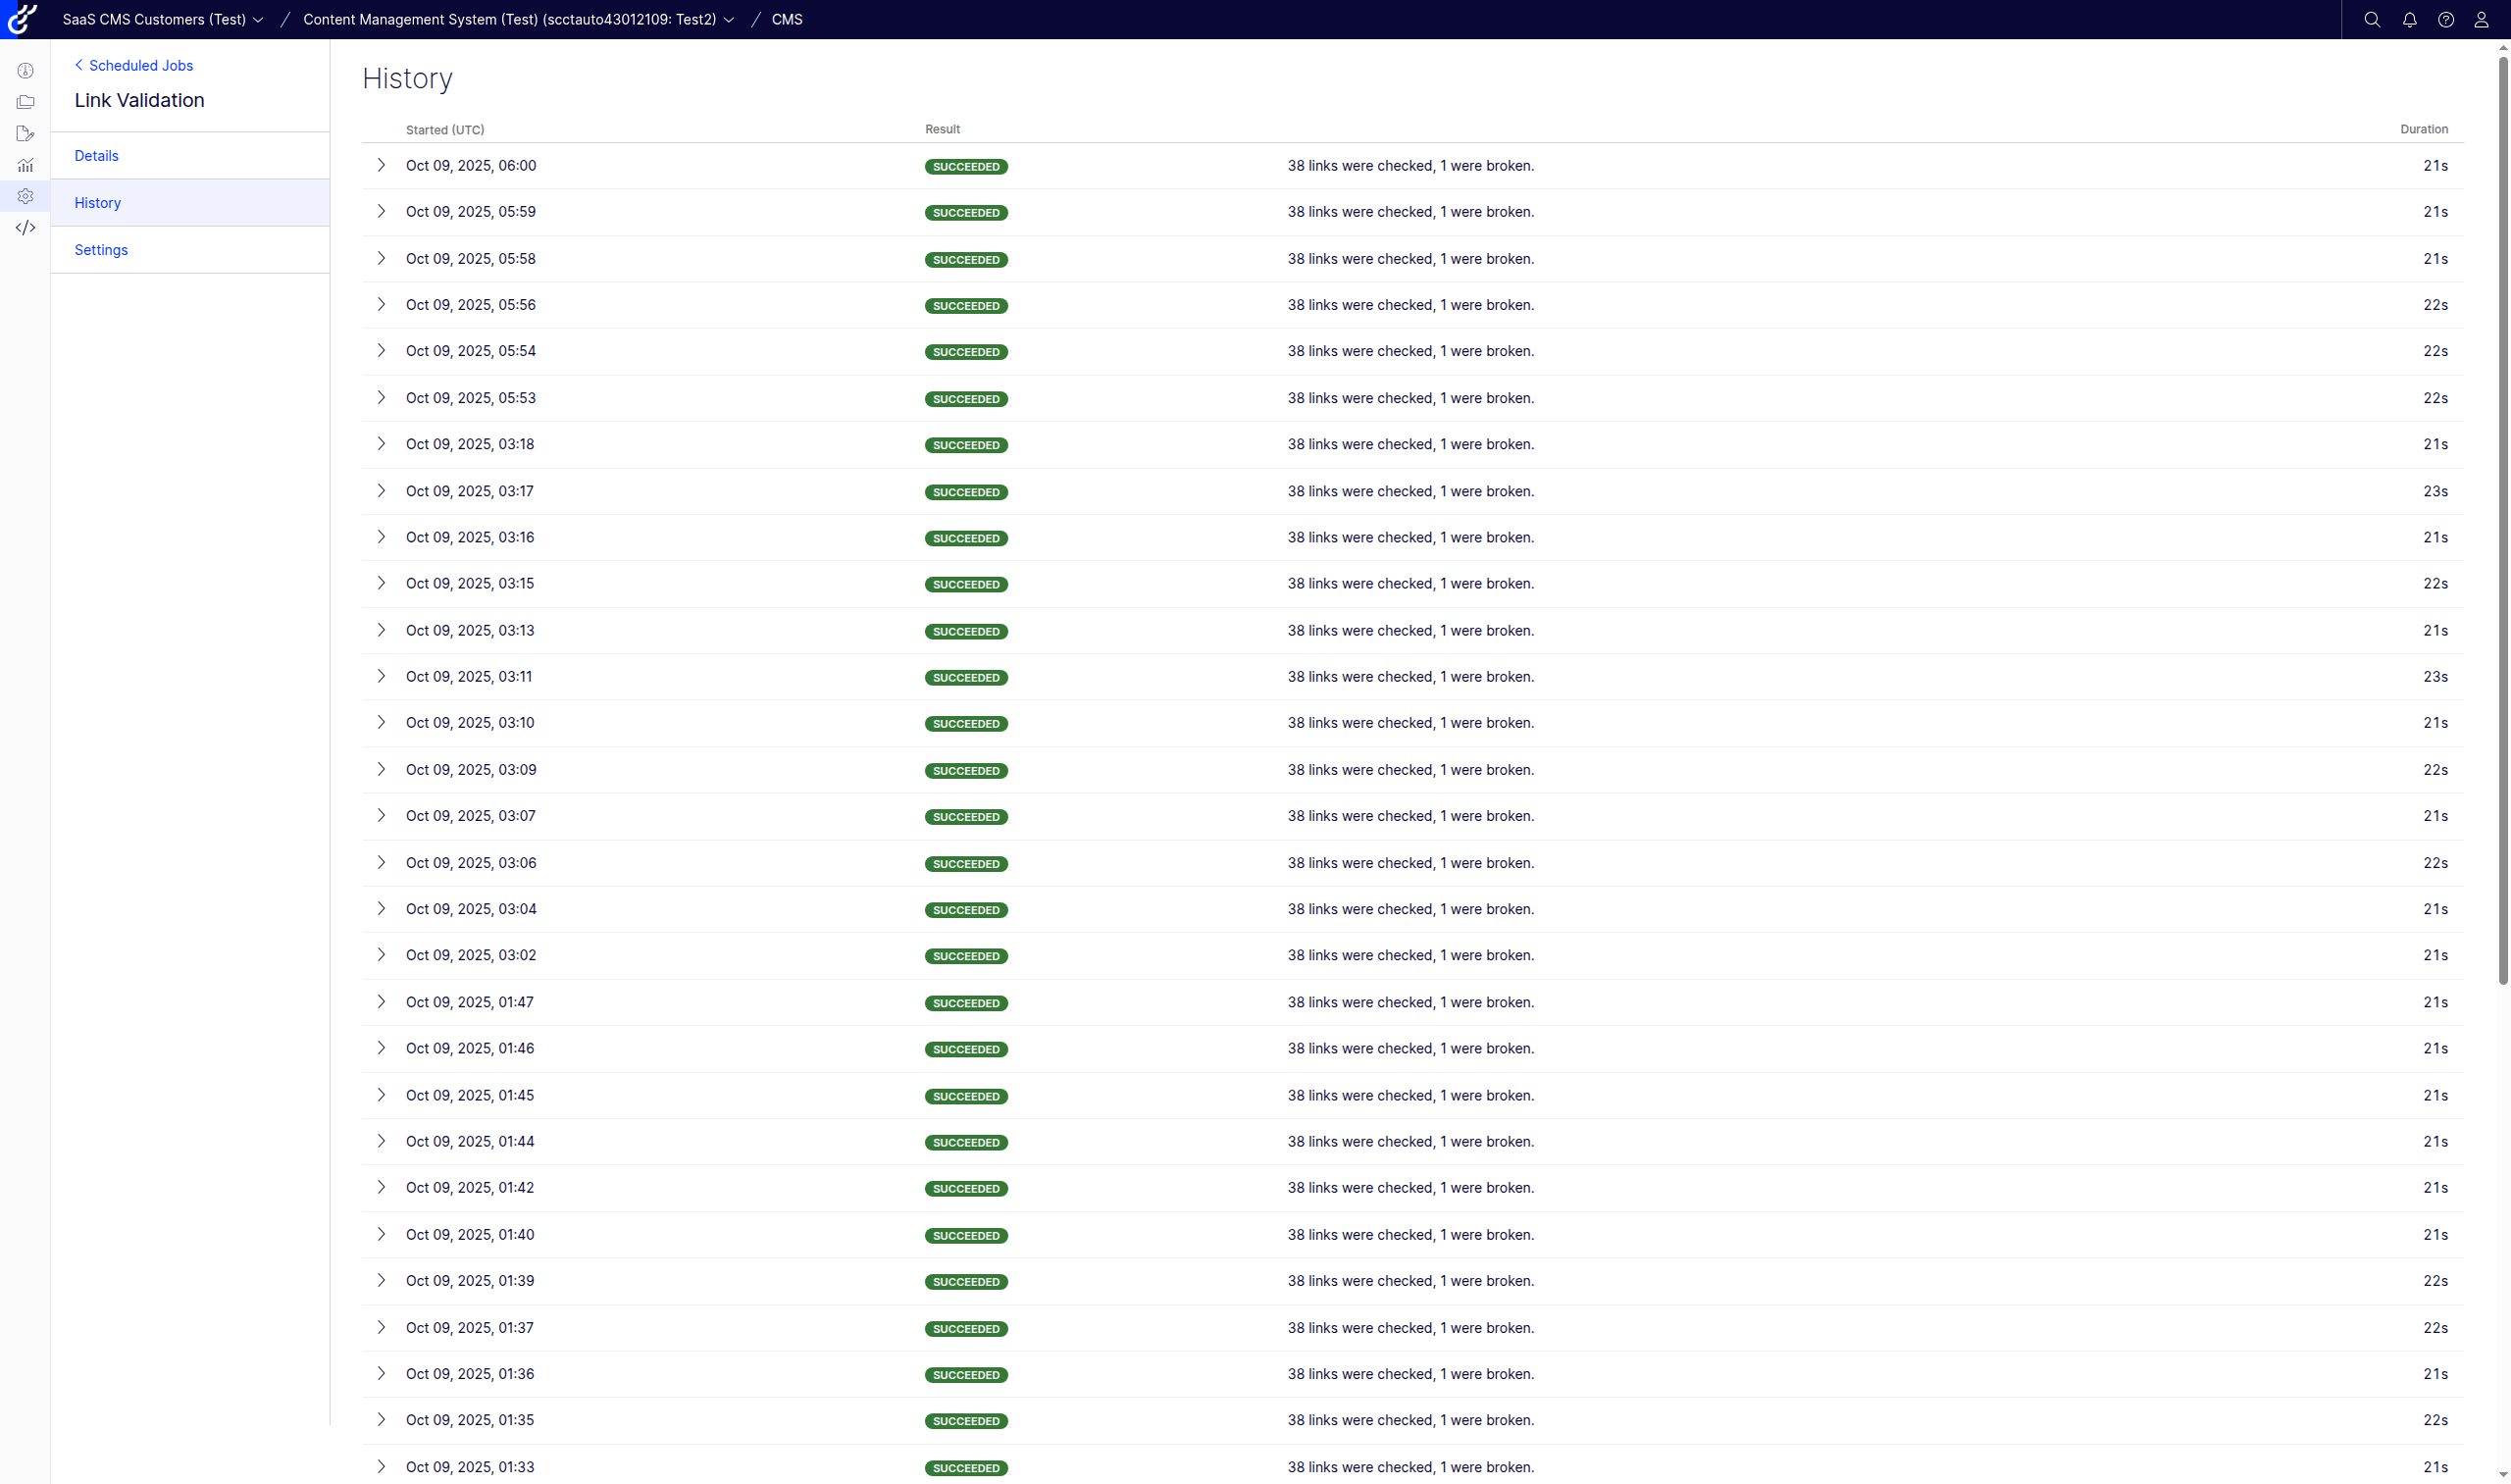 SaaS CMS Customers (Test) / Content Management System (Test) (scctauto43012109: Test2) / CMS
Scheduled Jobs
Link Validation
Details
History
Settings
History
Started (UTC) Result Duration
Oct 09, 2025, 06:00 SUCCEEDED 38 links were checked, 1 were broken. 21s
Oct 09, 2025, 05:59 SUCCEEDED 38 links were checked, 1 were broken. 21s
Oct 09, 2025, 05:58 SUCCEEDED 38 links were checked, 1 were broken. 21s
Oct 09, 2025, 05:56 SUCCEEDED 38 links were checked, 1 were broken. 22s
Oct 09, 2025, 05:54 SUCCEEDED 38 links were checked, 1 were broken. 22s
Oct 09, 2025, 05:53 SUCCEEDED 38 links were checked, 1 were broken. 22s
Oct 09, 2025, 03:18 SUCCEEDED 38 links were checked, 1 were broken. 21s
Oct 09, 2025, 03:17 SUCCEEDED 38 links were checked, 1 were broken. 23s
Oct 09, 2025, 03:16 SUCCEEDED 38 links were checked, 1 were broken. 21s
Oct 09, 2025, 03:15 SUCCEEDED 38 links were checked, 1 were broken. 22s
Oct 09, 2025, 03:13 SUCCEEDED 38 links were checked, 1 were broken. 21s
Oct 09, 2025, 03:11 SUCCEEDED 38 links were checked, 1 were broken. 23s
Oct 09, 2025, 03:10 SUCCEEDED 38 links were checked, 1 were broken. 21s
Oct 09, 2025, 03:09 SUCCEEDED 38 links were checked, 1 were broken. 22s
Oct 09, 2025, 03:07 SUCCEEDED 38 links were checked, 1 were broken. 21s
Oct 09, 2025, 03:06 SUCCEEDED 38 links were checked, 1 were broken. 22s
Oct 09, 2025, 03:04 SUCCEEDED 38 links were checked, 1 were broken. 21s
Oct 09, 2025, 03:02 SUCCEEDED 38 links were checked, 1 were broken. 21s
Oct 09, 2025, 01:47 SUCCEEDED 38 links were checked, 1 were broken. 21s
Oct 09, 2025, 01:46 SUCCEEDED 38 links were checked, 1 were broken. 21s
Oct 09, 2025, 01:45 SUCCEEDED 38 links were checked, 1 were broken. 21s
Oct 09, 2025, 01:44 SUCCEEDED 38 links were checked, 1 were broken. 21s
Oct 09, 2025, 01:42 SUCCEEDED 38 links were checked, 1 were broken. 21s
Oct 09, 2025, 01:40 SUCCEEDED 38 links were checked, 1 were broken. 21s
Oct 09, 2025, 01:39 SUCCEEDED 38 links were checked, 1 were broken. 22s
Oct 09, 2025, 01:37 SUCCEEDED 38 links were checked, 1 were broken. 22s
Oct 09, 2025, 01:36 SUCCEEDED 38 links were checked, 1 were broken. 21s
Oct 09, 2025, 01:35 SUCCEEDED 38 links were checked, 1 were broken. 22s
Oct 09, 2025, 01:33 SUCCEEDED 38 links were checked, 1 were broken. 21s